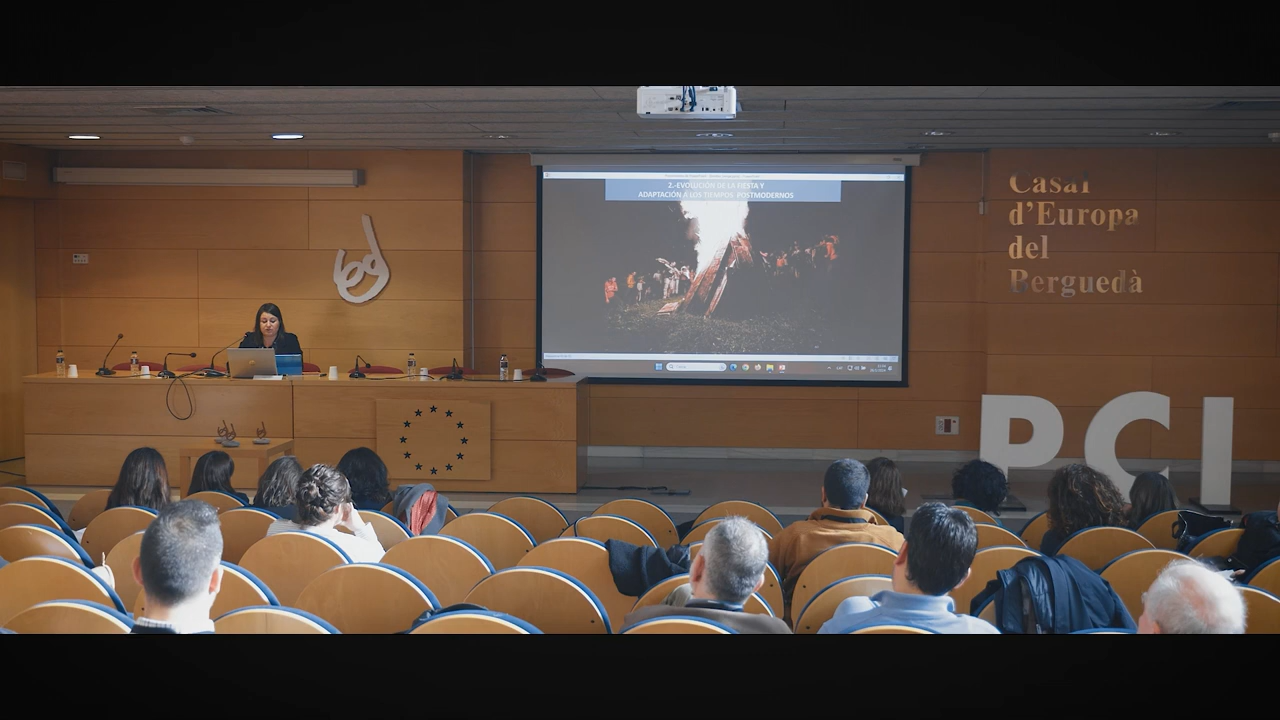 2.-EVOLUCIÓN DE LA FIESTA Y
ADAPTACIÓN A LOS TIEMPOS POSTMODERNOS
Casal
d'Europa
del
Berguedà
PCI